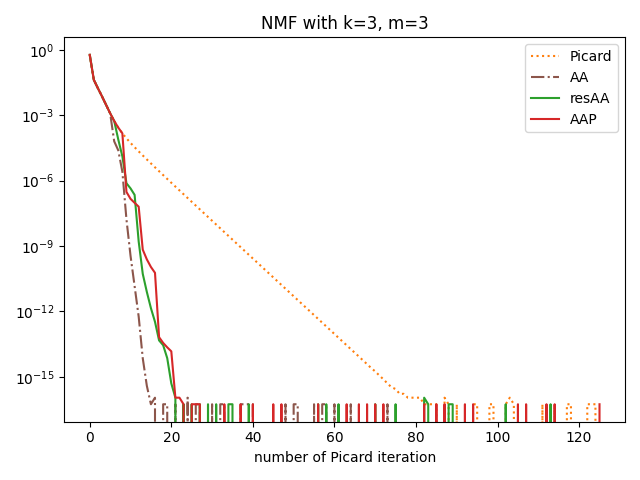 NMF with k=3, m=3
10^0
10^-3
10^-6
10^-9
10^-12
10^-15
Picard
AA
resAA
AAP
0 20 40 60 80 100 120
number of Picard iteration